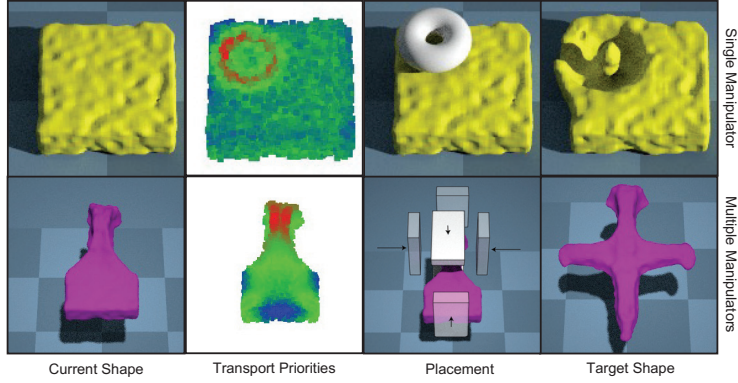 Single Manipulator
Multiple Manipulators
Current Shape
Transport Priorities
Placement
Target Shape